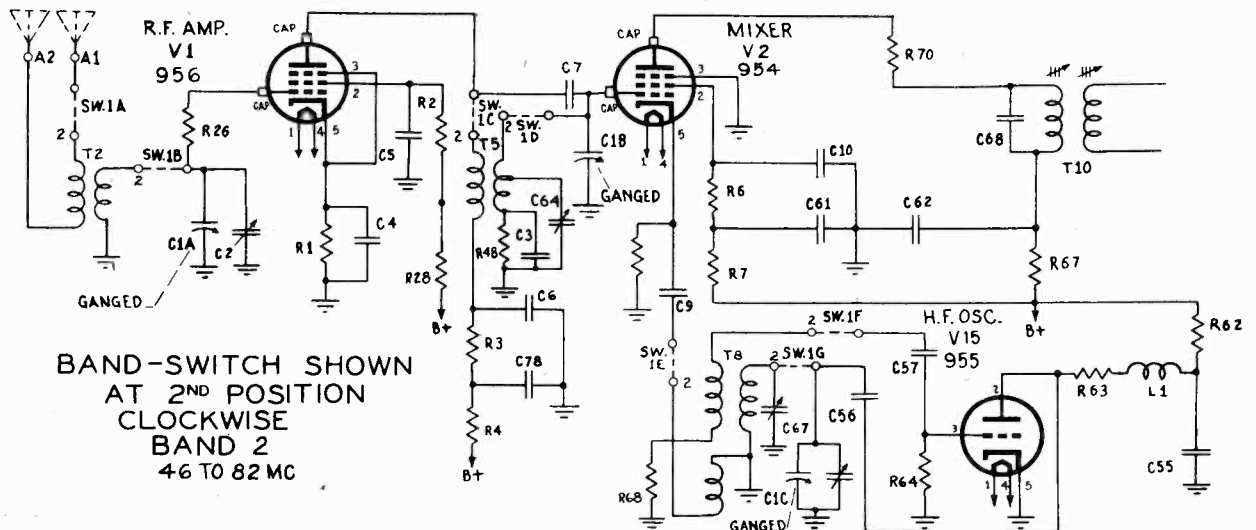 A2
A1
SW.1A
2
T2
2
SW.1B
R26
R.F. AMP.
V1
956
CAP
CAP
3
2
1
4
5
C1A
C2
GANGED
R1
C4
C5
R2
R28
B+
SW.
1C
2
T5
2
SW.
1D
C7
C1B
GANGED
C64
R48
C3
C6
R3
C78
R4
B+
CAP
CAP
MIXER
V2
954
3
2
1
4
5
C9
SW.
1E
2
R6
R7
C10
C61
C62
R70
C68
T10
R67
B+
R62
BAND-SWITCH SHOWN
AT 2ND POSITION
CLOCKWISE
BAND 2
46 TO 82 MC
2
SW.1F
T8
2
SW.1G
R68
C67
C1C
GANGED
C56
C57
H.F. OSC.
V15
955
2
3
1
4
5
R64
R63
L1
C55